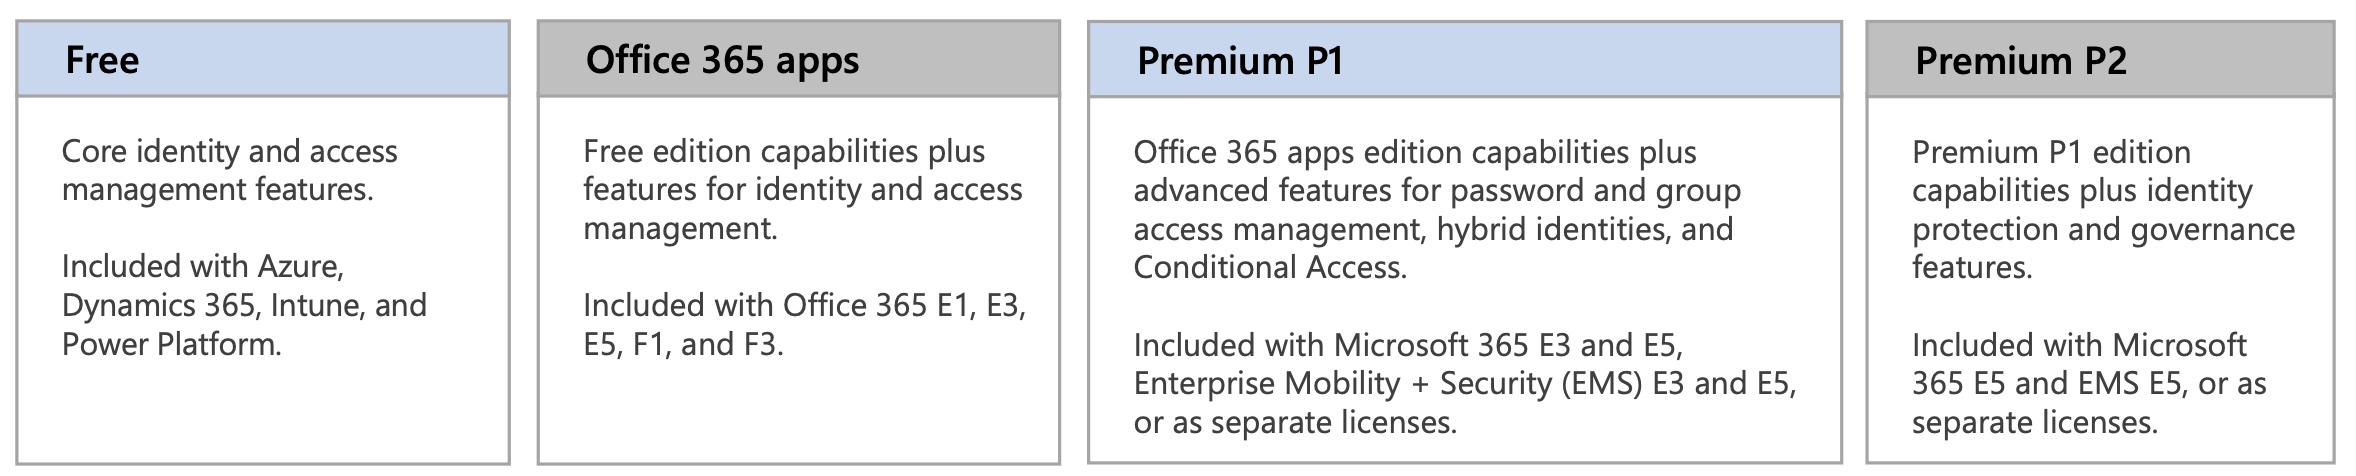 Free
Core identity and access
management features.
Included with Azure,
Dynamics 365, Intune, and
Power Platform.
Office 365 apps
Free edition capabilities plus
features for identity and access
management.
Included with Office 365 E1, E3,
E5, F1, and F3.
Premium P1
Office 365 apps edition capabilities plus
advanced features for password and group
access management, hybrid identities, and
Conditional Access.
Included with Microsoft 365 E3 and E5,
Enterprise Mobility + Security (EMS) E3 and E5,
or as separate licenses.
Premium P2
Premium P1 edition
capabilities plus identity
protection and governance
features.
Included with Microsoft
365 E5 and EMS E5, or as
separate licenses.